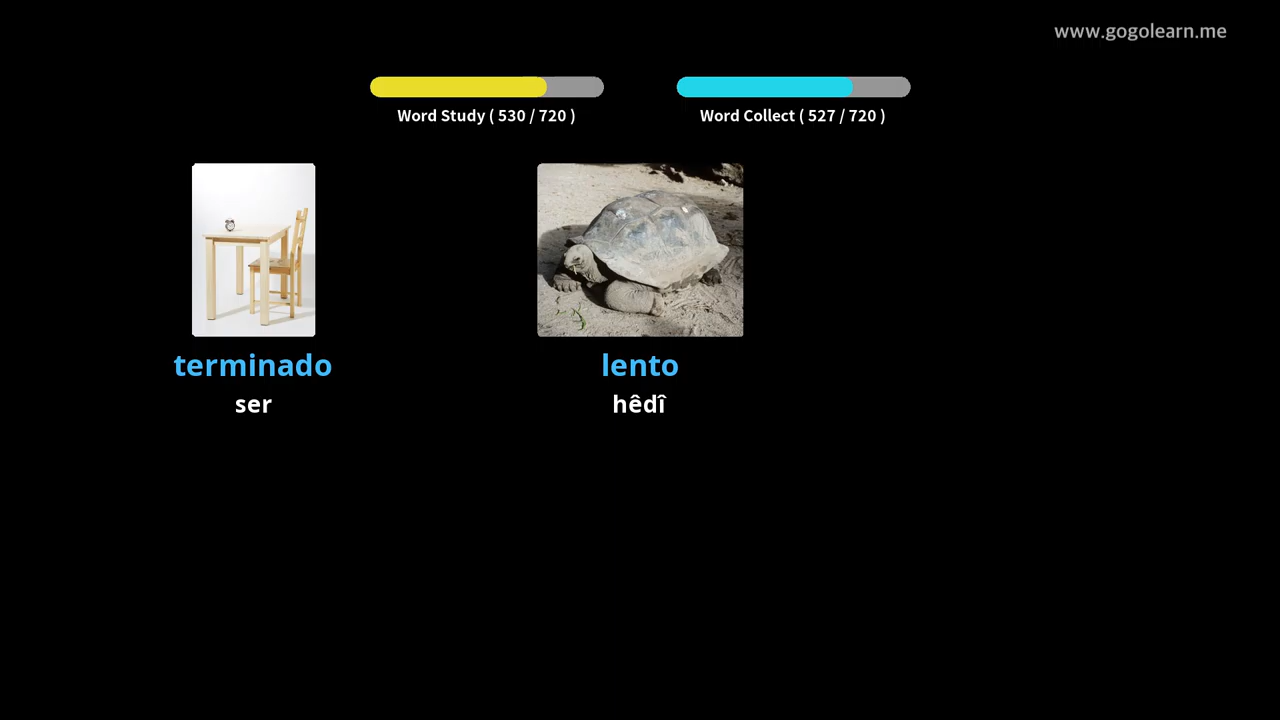 www.gogolearn.me
Word Study ( 530 / 720 )
Word Collect ( 527 / 720 )
terminado
lento
ser
hêdî